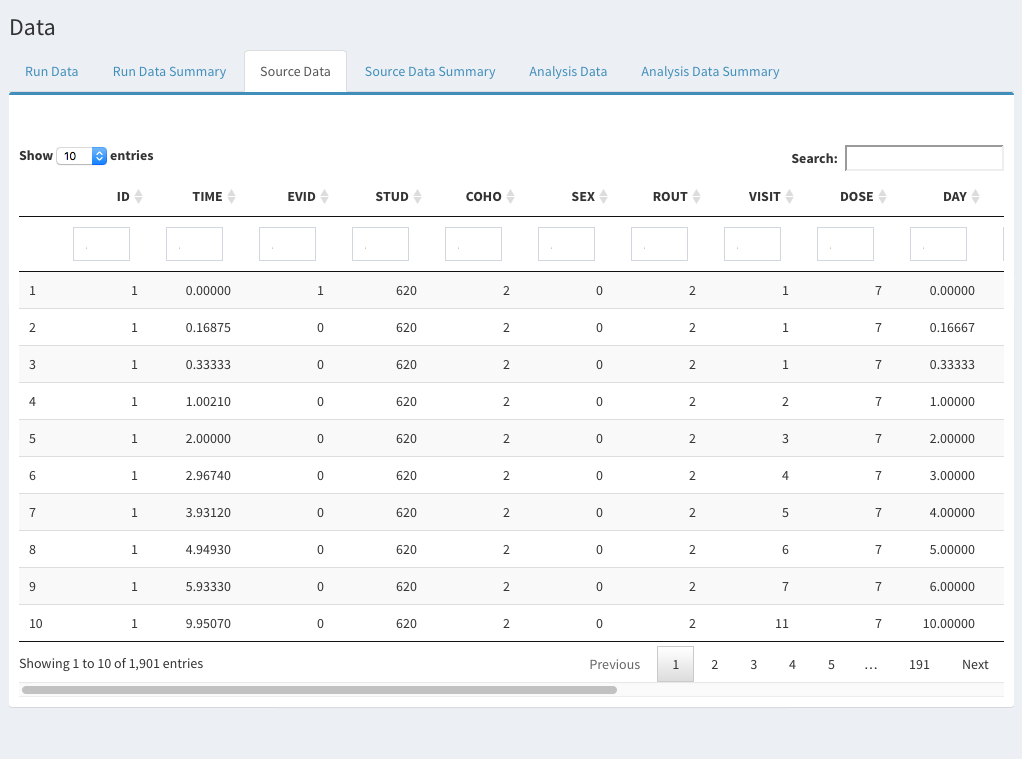 Data
Run Data Run Data Summary Source Data Source Data Summary Analysis Data Analysis Data Summary
Show 10 entries Search:
ID TIME EVID STUD COHO SEX ROUT VISIT DOSE DAY
. . . . . . . . . .
1 1 0.00000 1 620 2 0 2 1 7 0.00000
2 1 0.16875 0 620 2 0 2 1 7 0.16667
3 1 0.33333 0 620 2 0 2 1 7 0.33333
4 1 1.00210 0 620 2 0 2 2 7 1.00000
5 1 2.00000 0 620 2 0 2 3 7 2.00000
6 1 2.96740 0 620 2 0 2 4 7 3.00000
7 1 3.93120 0 620 2 0 2 5 7 4.00000
8 1 4.94930 0 620 2 0 2 6 7 5.00000
9 1 5.93330 0 620 2 0 2 7 7 6.00000
10 1 9.95070 0 620 2 0 2 11 7 10.00000
Showing 1 to 10 of 1,901 entries Previous 1 2 3 4 5 … 191 Next